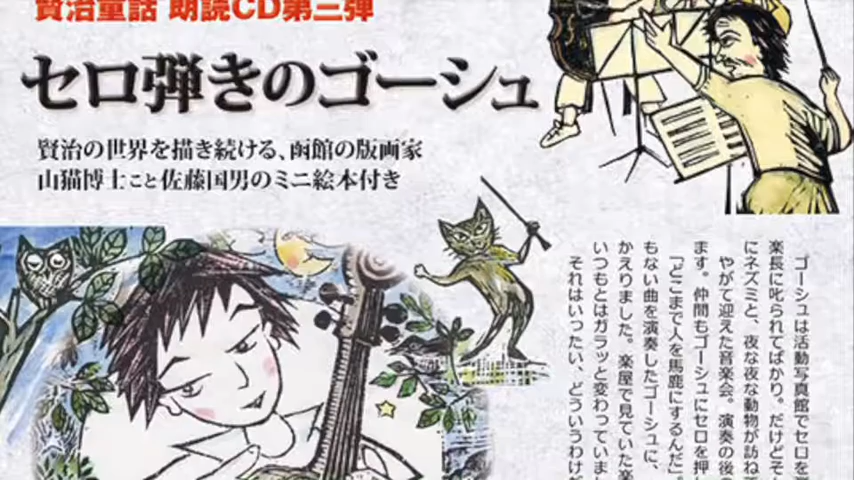 賢治童話 朗読CD第三弾
セロ弾きのゴーシュ
賢治の世界を描き続ける、函館の版画家
山猫博士こと佐藤国男のミニ絵本付き
ゴーシュは活動写真館でセロを
楽長に叱られてばかり。だけどそん
にネズミと、夜な夜な動物が訪ね
やがて迎えた音楽会。演奏の後の
ます。仲間もゴーシュにセロを押し
「どこまで人を馬鹿にするんだ」。
もない曲を演奏したゴーシュに、
かえりました。楽屋で見ていた楽
いつもとはガラッと変わっていまし
それはいったい、どういうわけ